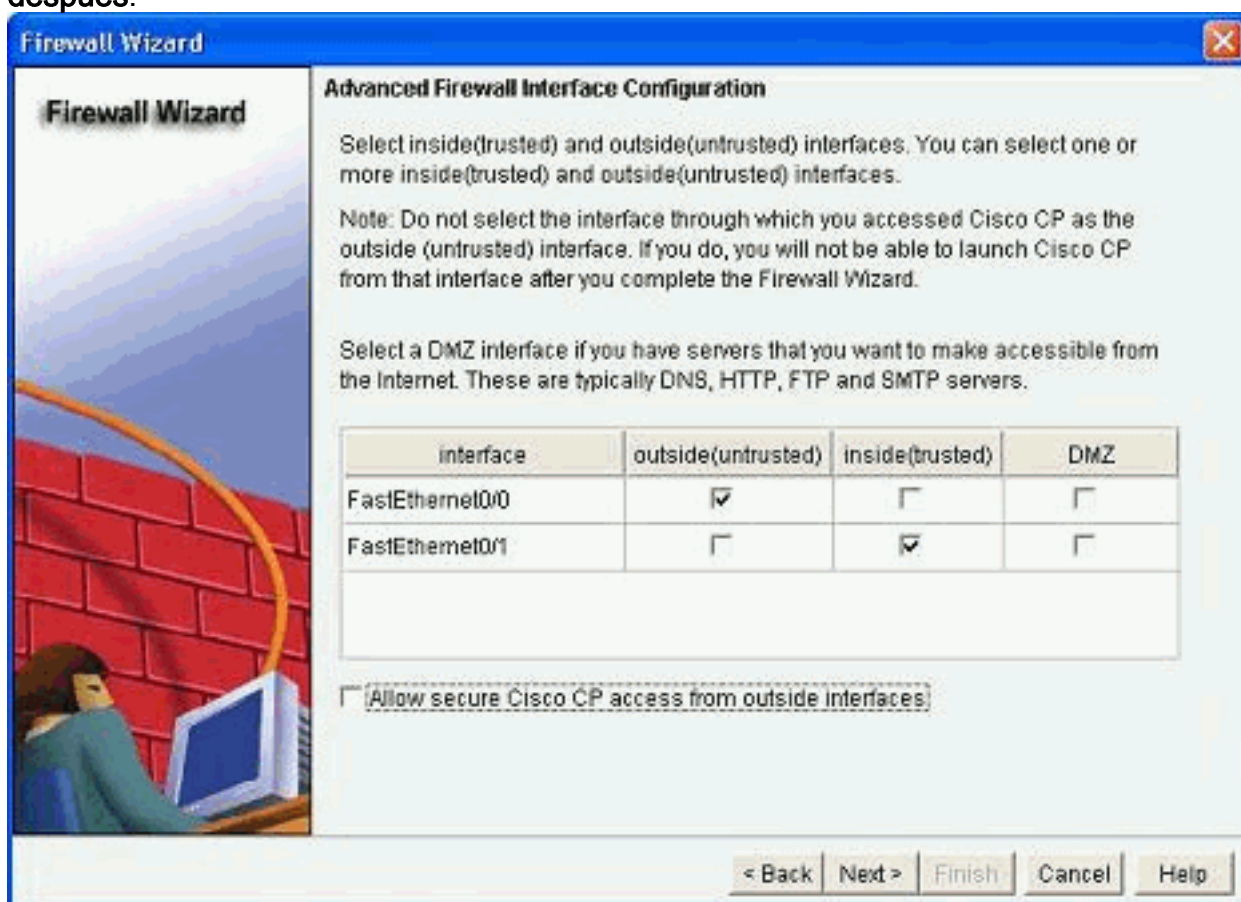 después.
Firewall Wizard
Firewall Wizard
Advanced Firewall Interface Configuration
Select inside(trusted) and outside(untrusted) interfaces. You can select one or
more inside(trusted) and outside(untrusted) interfaces.
Note: Do not select the interface through which you accessed Cisco CP as the
outside (untrusted) interface. If you do, you will not be able to launch Cisco CP
from that interface after you complete the Firewall Wizard.
Select a DMZ interface if you have servers that you want to make accessible from
the Internet. These are typically DNS, HTTP, FTP and SMTP servers.
interface outside(untrusted) inside(trusted) DMZ
FastEthernet0/0
FastEthernet0/1
Allow secure Cisco CP access from outside interfaces
< Back Next > Finish Cancel Help